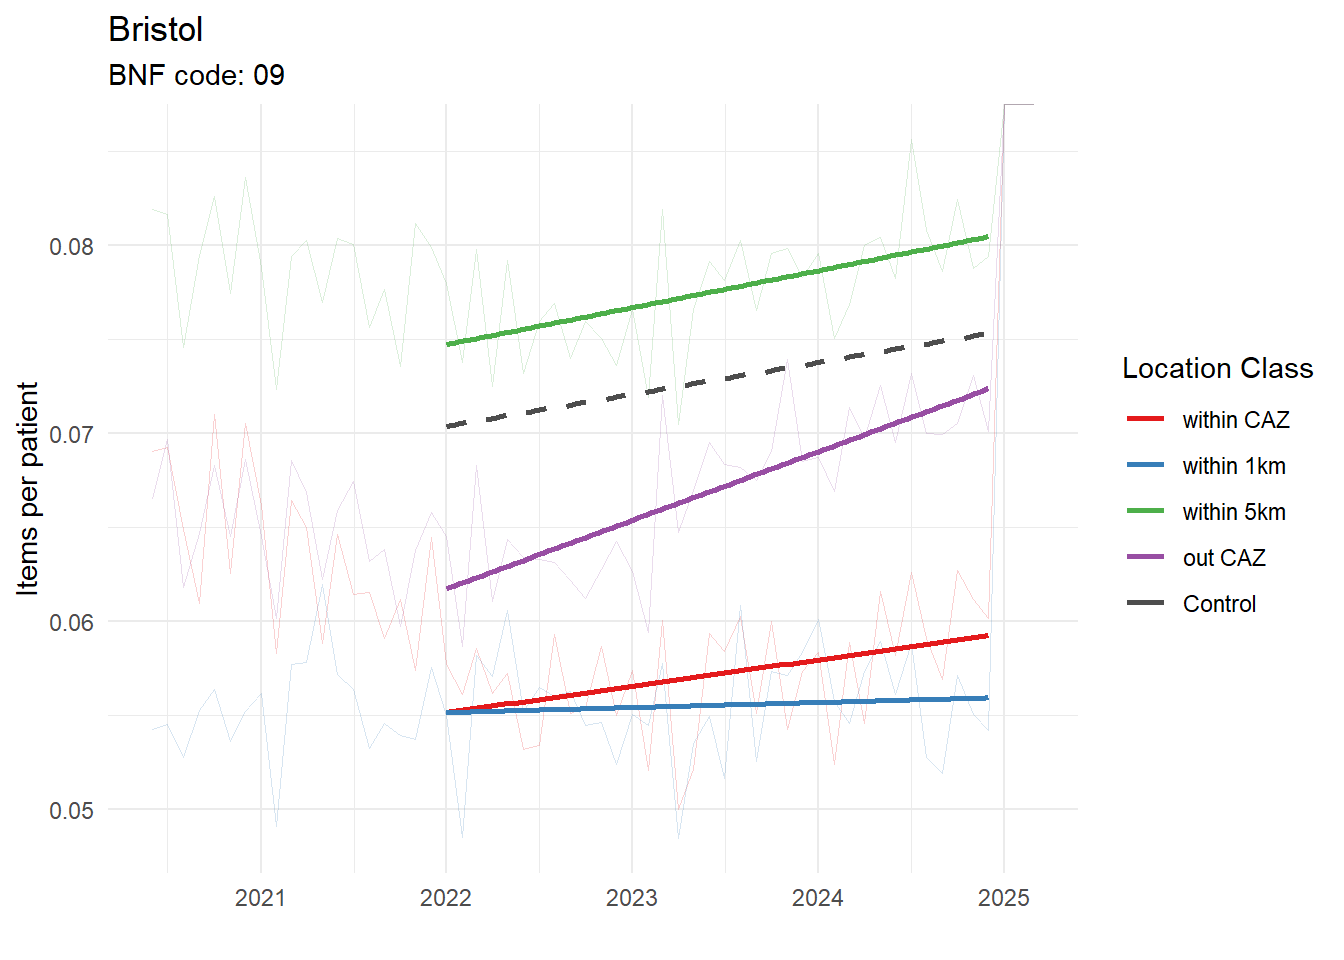 Bristol
BNF code: 09
Items per patient
0.08
0.07
0.06
0.05
2021
2022
2023
2024
2025
Location Class
within CAZ
within 1km
within 5km
out CAZ
Control